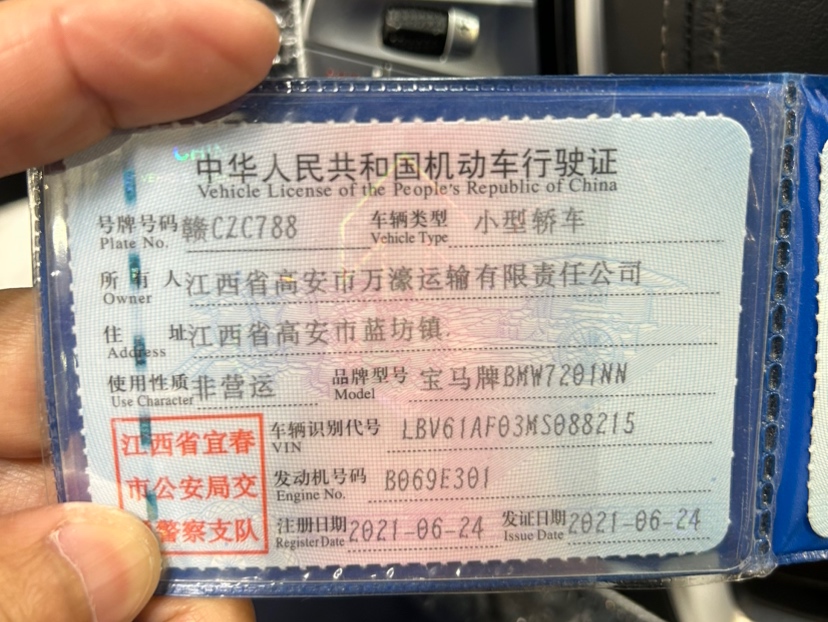 中华人民共和国机动车行驶证
Vehicle License of the People's Republic of China
号牌号码 赣CZC788 车辆类型 小型轿车
Plate No. Vehicle Type
所有人 江西省高安市万濠运输有限责任公司
Owner
住址 江西省高安市蓝坊镇
Address
使用性质 非营运 品牌型号 宝马牌BMW7201NN
Use Character Model
江西省宜春
市公安局交
警察支队
车辆识别代号 LBV61AF03MS088215
VIN
发动机号码 B069E301
Engine No.
注册日期 2021-06-24 发证日期 2021-06-24
Register Date Issue Date